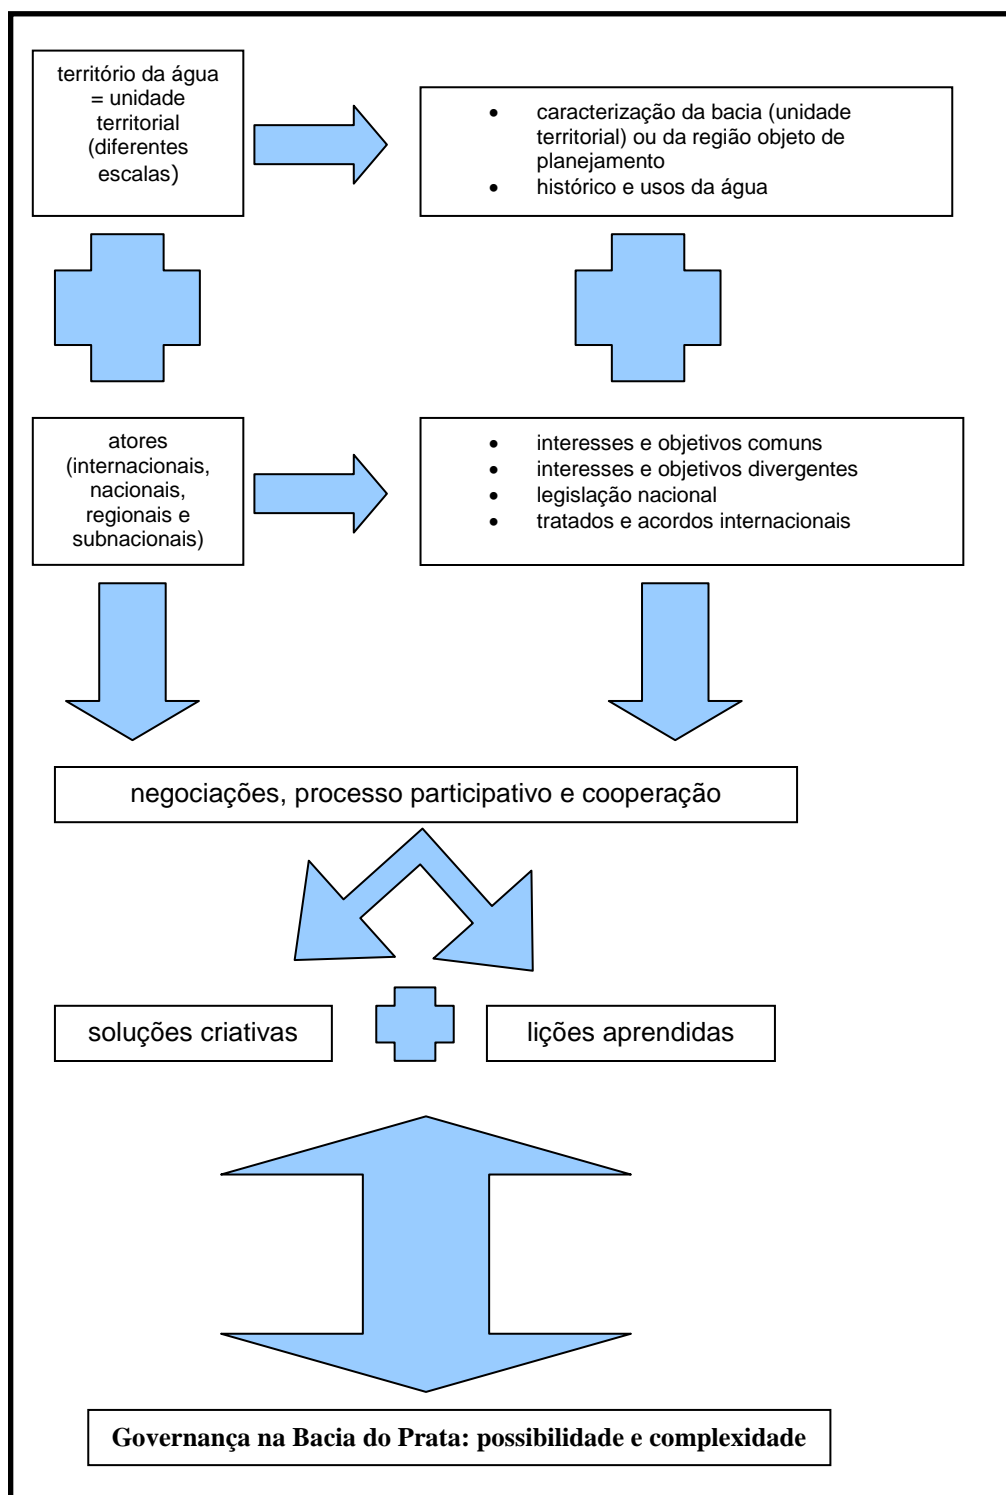 território da água
= unidade
territorial
(diferentes
escalas)
• caracterização da bacia (unidade
territorial) ou da região objeto de
planejamento
• histórico e usos da água
atores
(internacionais,
nacionais,
regionais e
subnacionais)
• interesses e objetivos comuns
• interesses e objetivos divergentes
• legislação nacional
• tratados e acordos internacionais
negociações, processo participativo e cooperação
soluções criativas
lições aprendidas
Governança na Bacia do Prata: possibilidade e complexidade